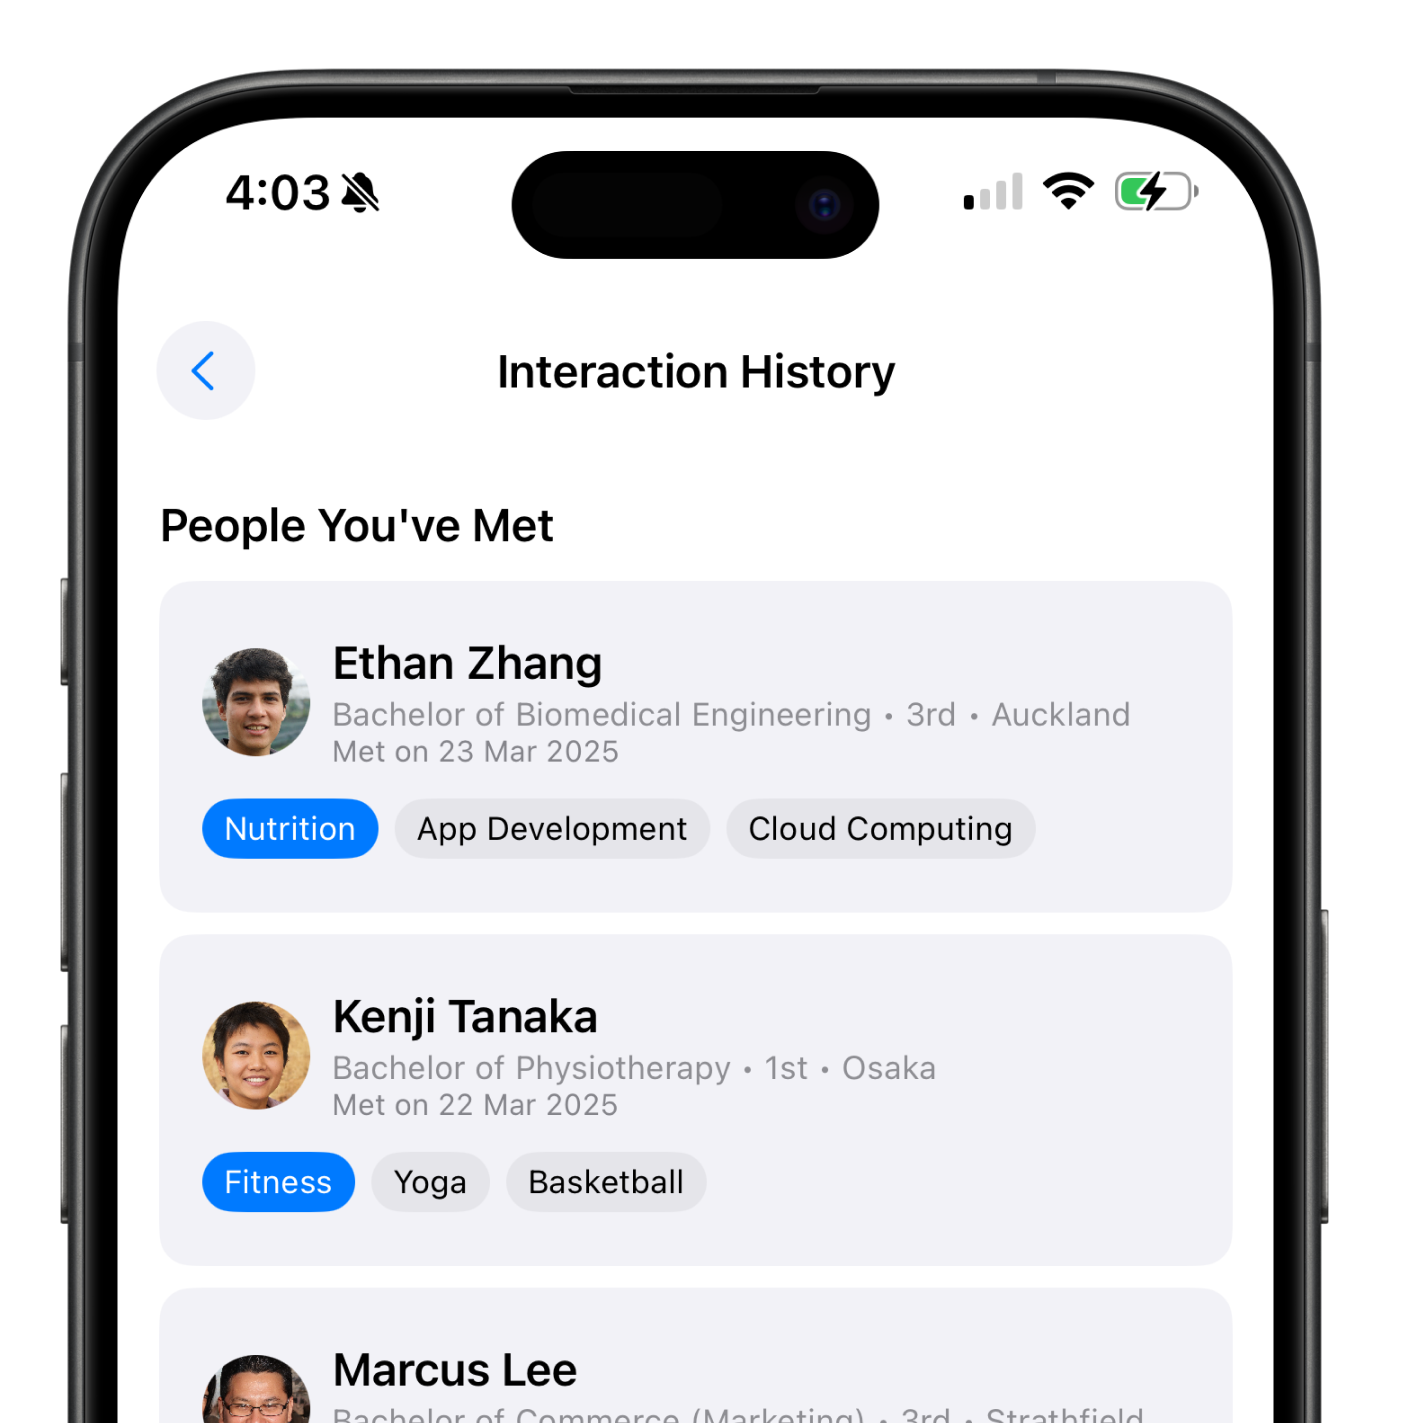 4:03
Interaction History
People You've Met
Ethan Zhang
Bachelor of Biomedical Engineering • 3rd • Auckland
Met on 23 Mar 2025
Nutrition App Development Cloud Computing
Kenji Tanaka
Bachelor of Physiotherapy • 1st • Osaka
Met on 22 Mar 2025
Fitness Yoga Basketball
Marcus Lee
Bachelor of Commerce (Marketing) • 3rd • Strathfield